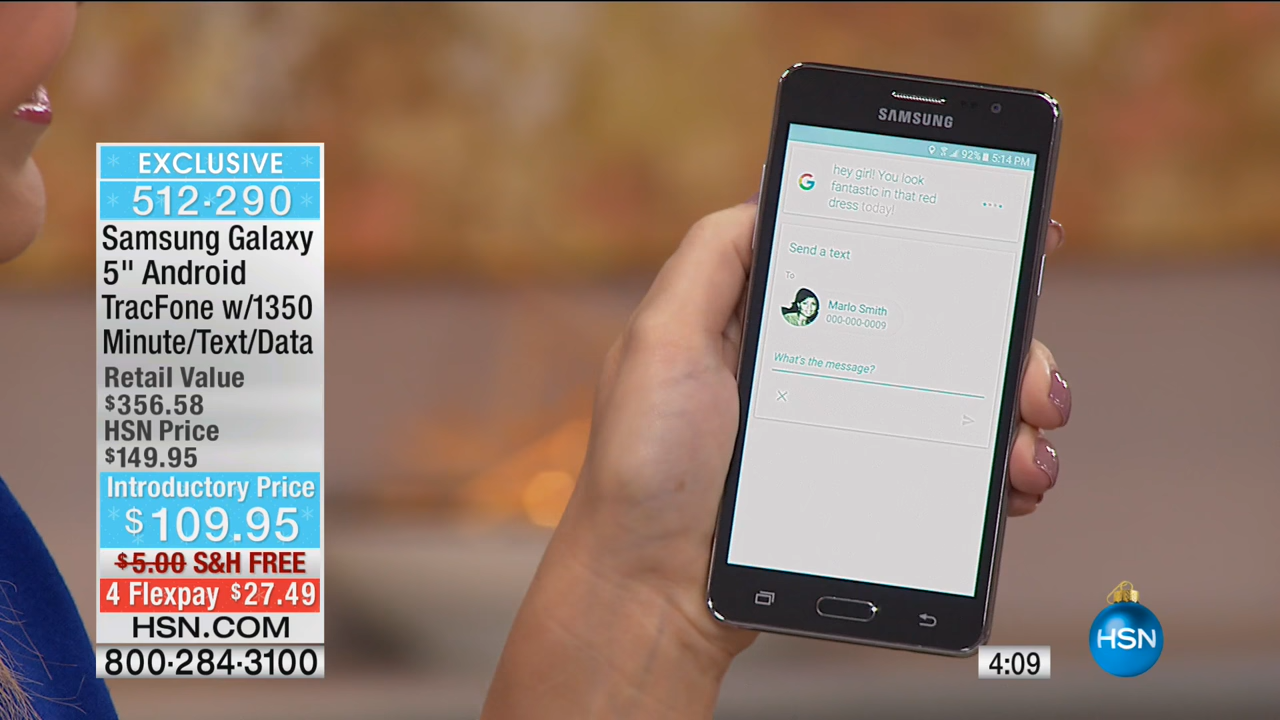 EXCLUSIVE
512-290
Samsung Galaxy
5" Android
TracFone w/1350
Minute/Text/Data
Retail Value
$356.58
HSN Price
$149.95
Introductory Price
$109.95
$5.00 S&H FREE
4 Flexpay $27.49
HSN.COM
800-284-3100
SAMSUNG
92% 5:14 PM
G
hey girl! You look
fantastic in that red
dress today!
Send a text
To
Marlo Smith
000-000-0009
What's the message?
4:09
HSN